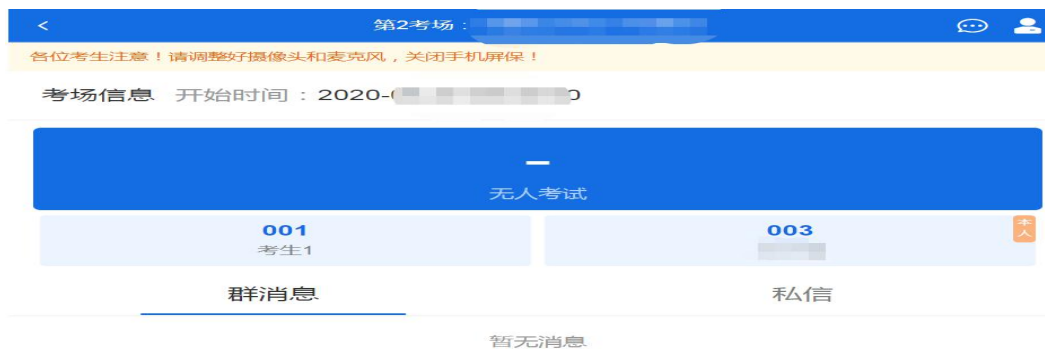 第2考场：
各位考生注意！请调整好摄像头和麦克风，关闭手机屏保！
考场信息 开始时间：2020-
无人考试
001
考生1
003
本人
群消息 私信
暂无消息